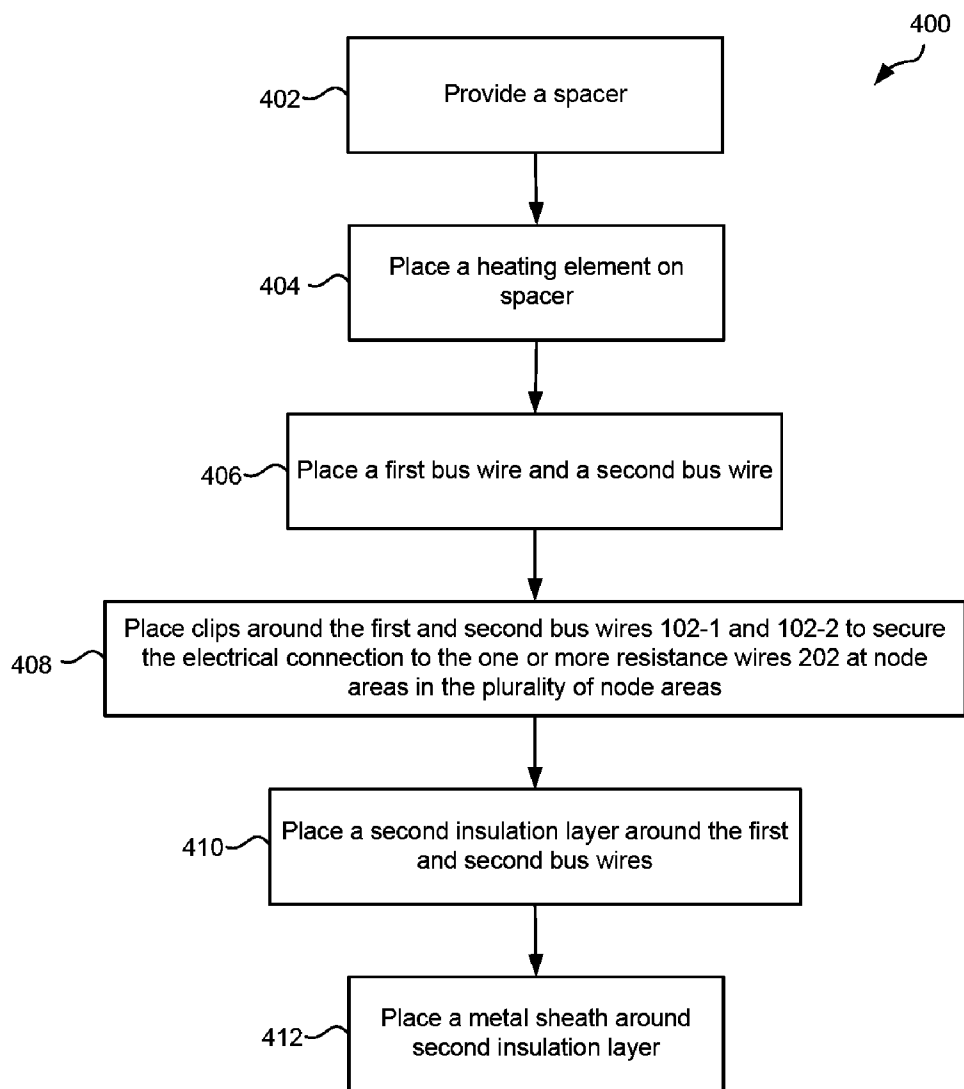 400
402
Provide a spacer
404
Place a heating element on
spacer
406
Place a first bus wire and a second bus wire
408
Place clips around the first and second bus wires 102-1 and 102-2 to secure
the electrical connection to the one or more resistance wires 202 at node
areas in the plurality of node areas
410
Place a second insulation layer around the first
and second bus wires
412
Place a metal sheath around
second insulation layer